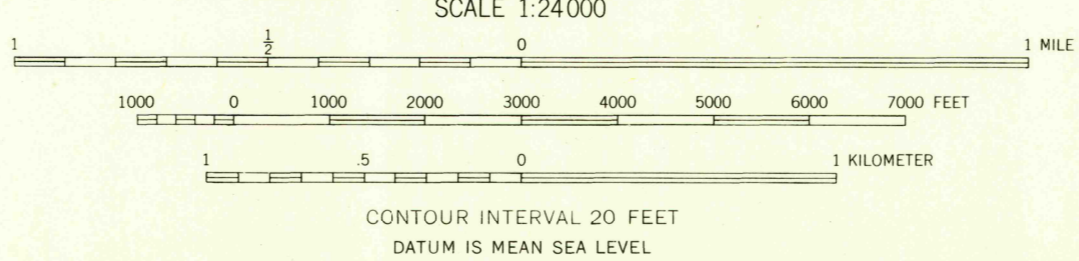 SCALE 1:24000
1 1/2 0 1 MILE
1000 0 1000 2000 3000 4000 5000 6000 7000 FEET
1 .5 0 1 KILOMETER
CONTOUR INTERVAL 20 FEET
DATUM IS MEAN SEA LEVEL